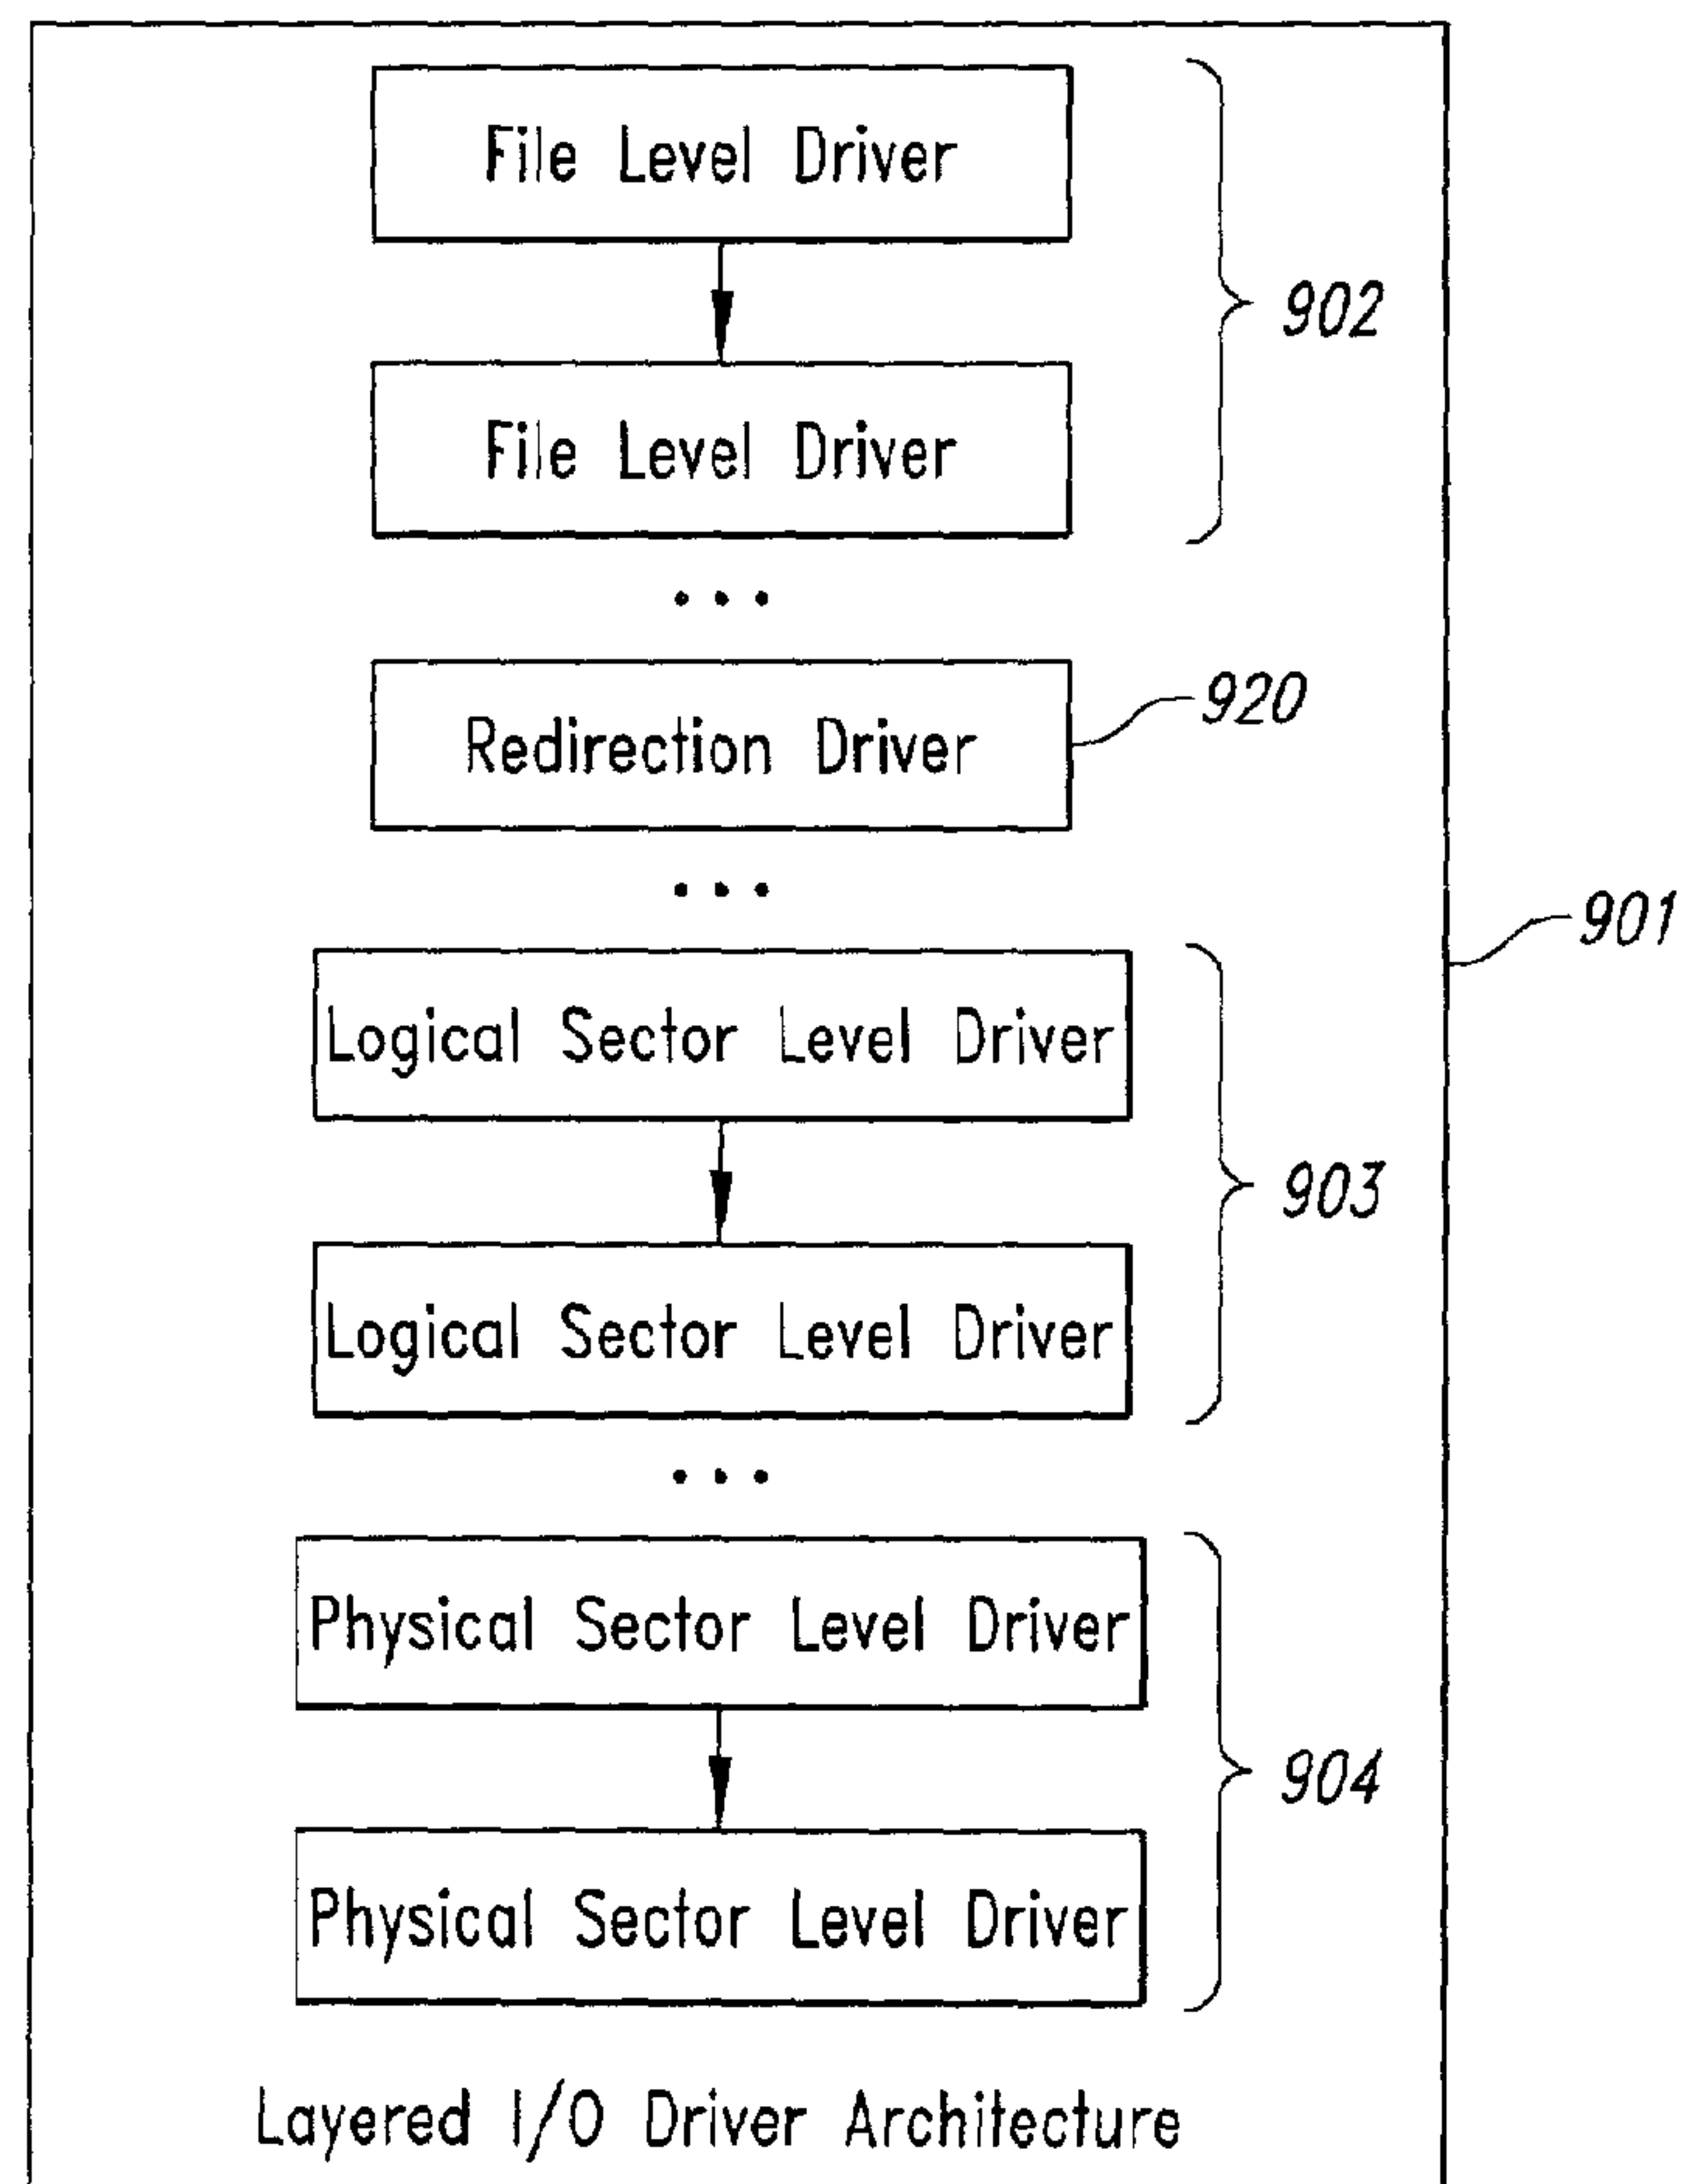 File Level Driver
902
File Level Driver
...
Redirection Driver
920
...
901
Logical Sector Level Driver
903
Logical Sector Level Driver
...
Physical Sector Level Driver
904
Physical Sector Level Driver
Layered I/O Driver Architecture